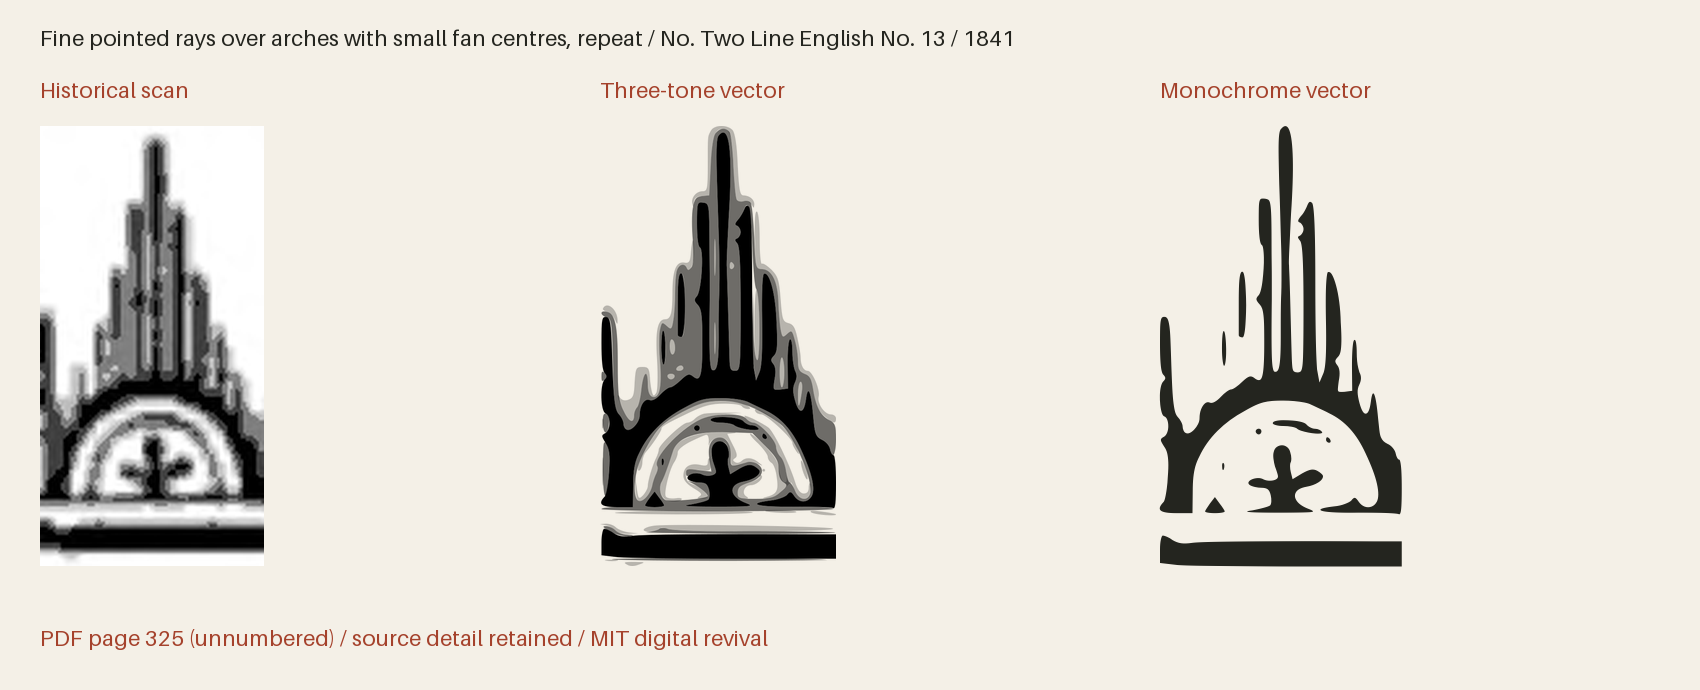 Fine pointed rays over arches with small fan centres, repeat / No. Two Line English No. 13 / 1841
Historical scan
Three-tone vector
Monochrome vector
PDF page 325 (unnumbered) / source detail retained / MIT digital revival